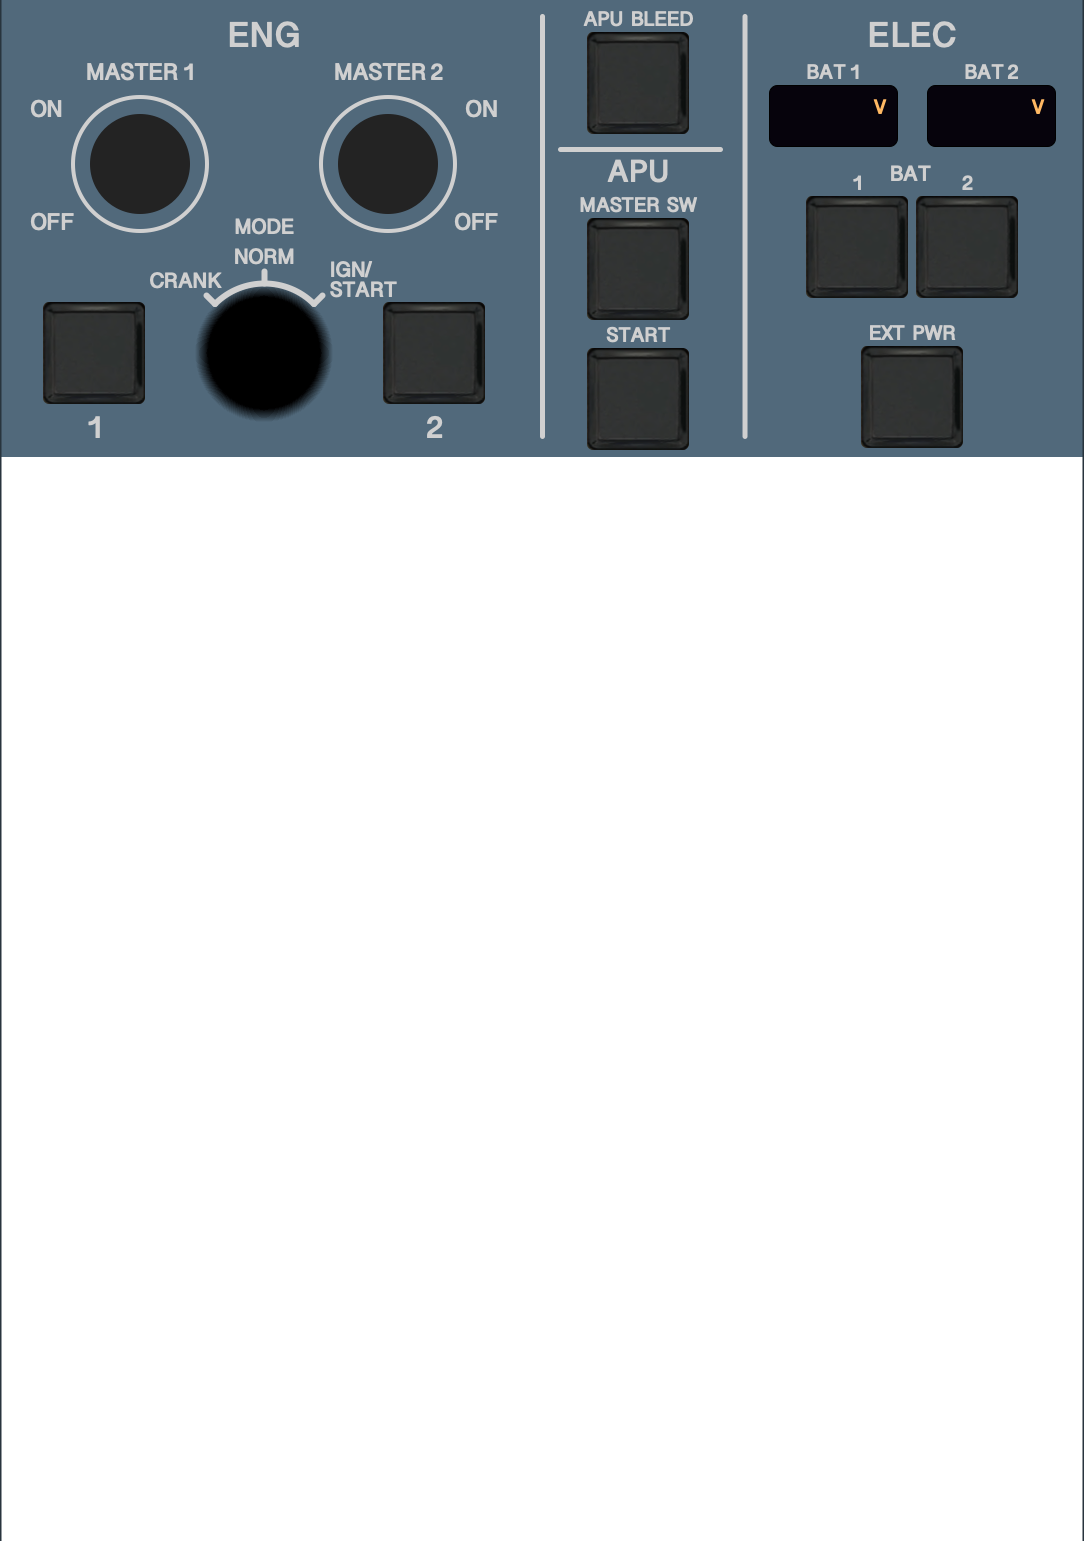 ENG
MASTER 1
MASTER 2
ON
ON
OFF
OFF
MODE
NORM
CRANK
IGN/
START
1
2
APU BLEED
APU
MASTER SW
START
ELEC
BAT 1
BAT 2
V
V
1 BAT 2
EXT PWR